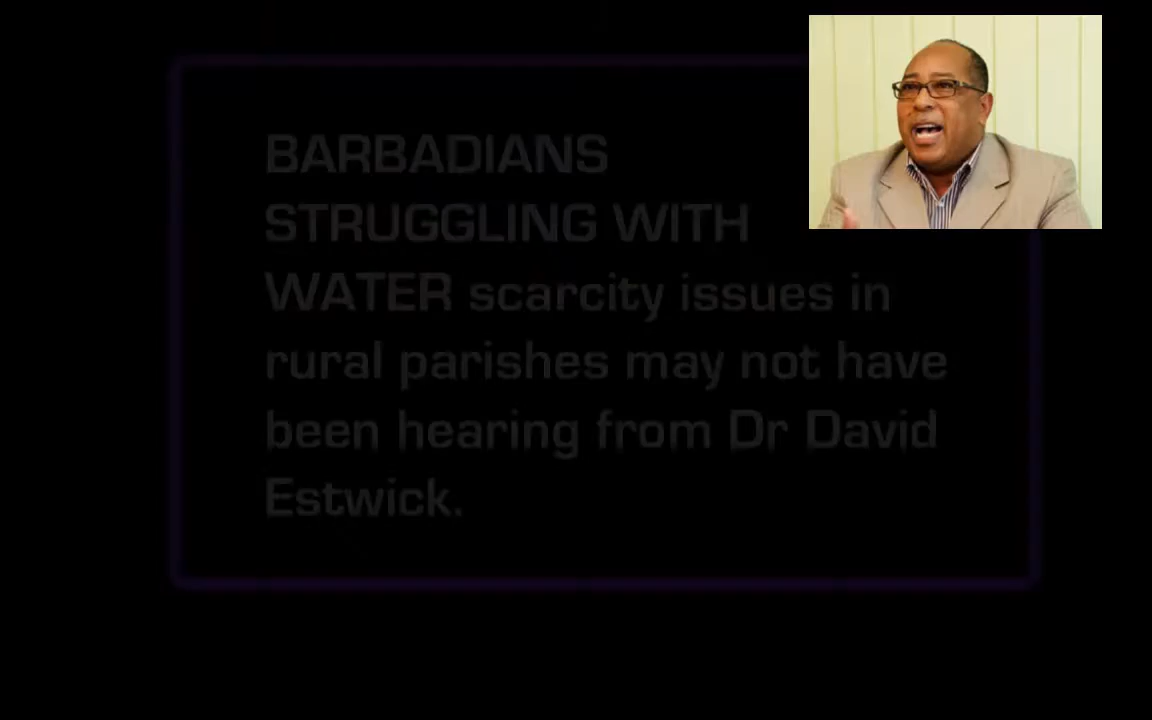 BARBADIANS
STRUGGLING WITH
WATER scarcity issues in
rural parishes may not have
been hearing from Dr David
Estwick.